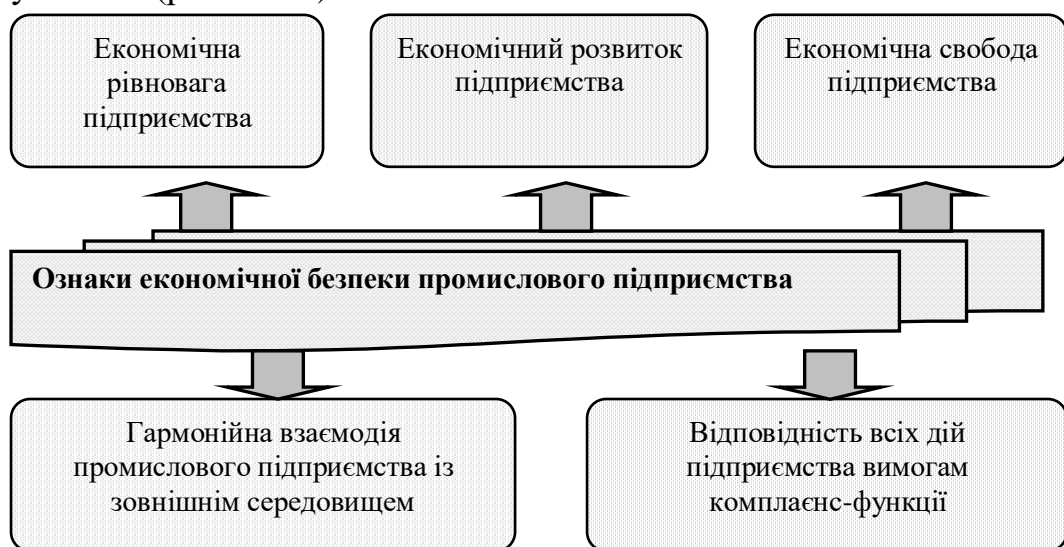 Економічна
рівновага
підприємства
Економічний розвиток
підприємства
Економічна свобода
підприємства
Ознаки економічної безпеки промислового підприємства
Гармонійна взаємодія
промислового підприємства із
зовнішнім середовищем
Відповідність всіх дій
підприємства вимогам
комплаєнс-функції